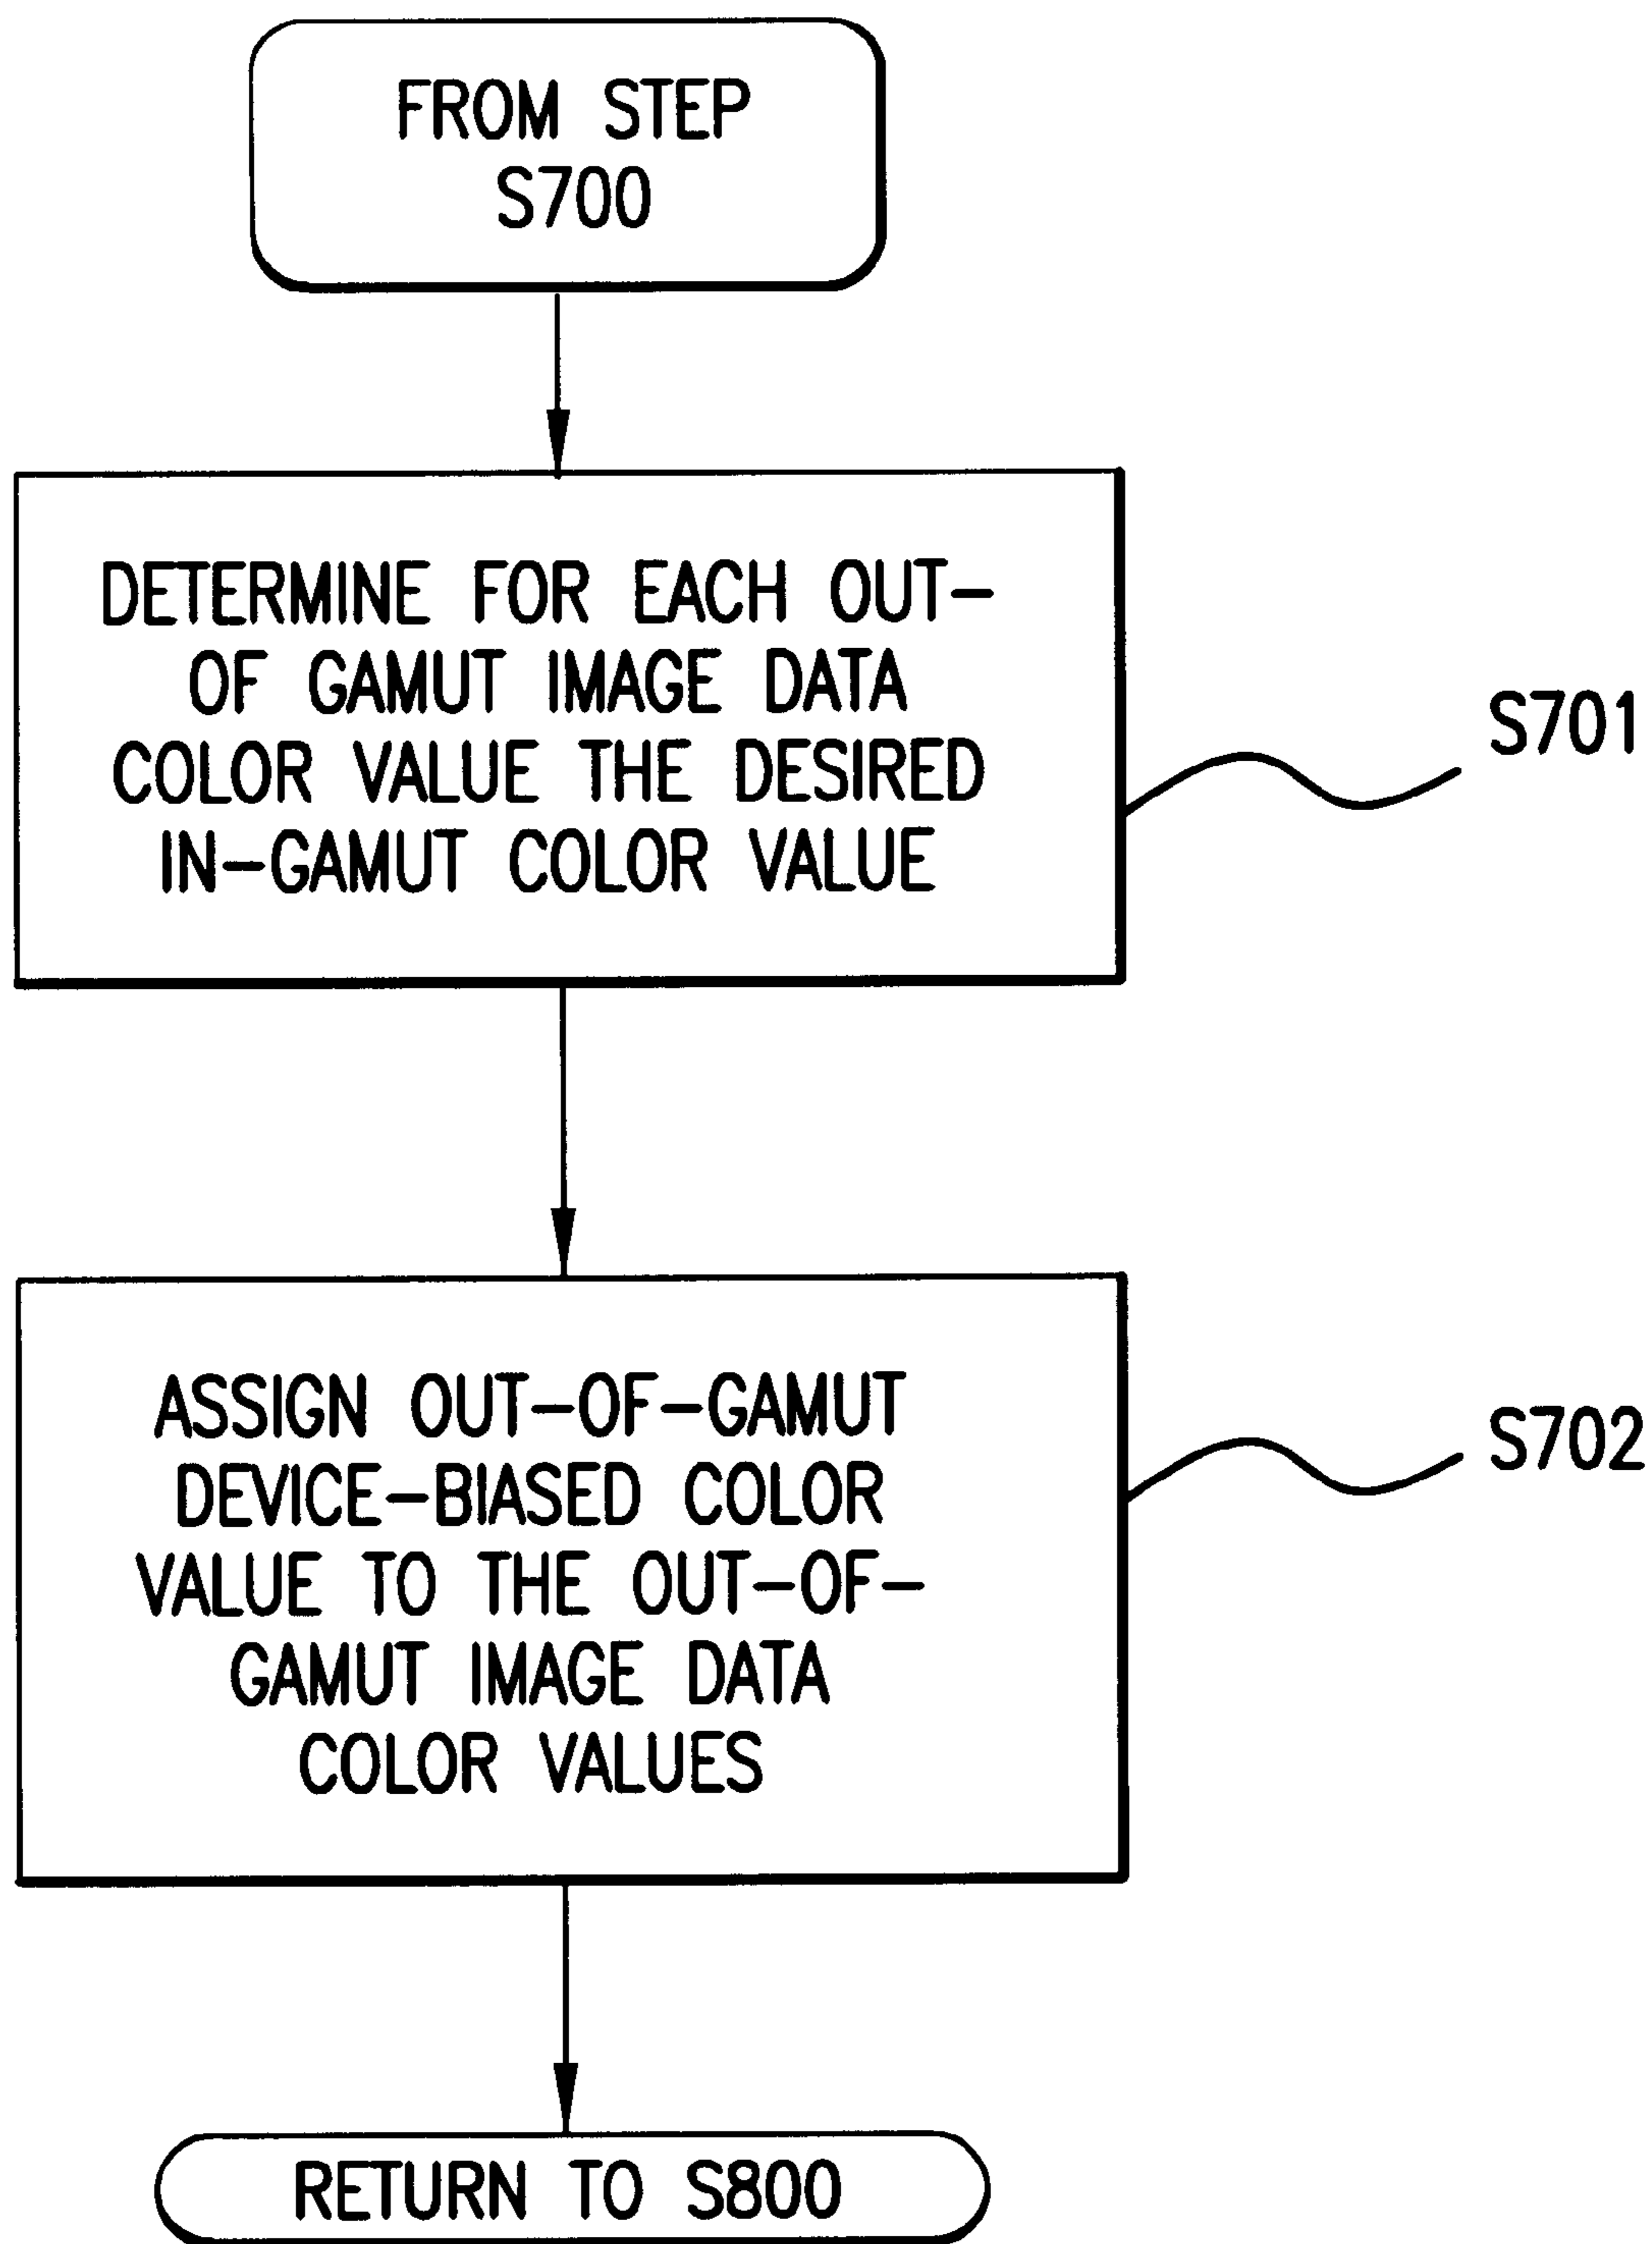 FROM STEP
S700
DETERMINE FOR EACH OUT-
OF GAMUT IMAGE DATA
COLOR VALUE THE DESIRED
IN-GAMUT COLOR VALUE
S701
ASSIGN OUT-OF-GAMUT
DEVICE-BIASED COLOR
VALUE TO THE OUT-OF-
GAMUT IMAGE DATA
COLOR VALUES
S702
RETURN TO S800